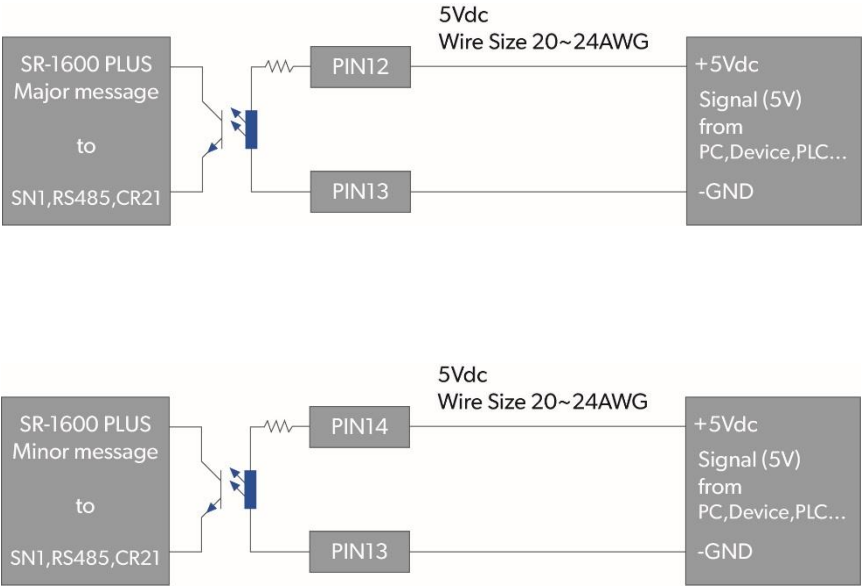 5Vdc
Wire Size 20~24AWG
SR-1600 PLUS
Major message
to
SN1,RS485,CR21
PIN12
PIN13
+5Vdc
Signal (5V)
from
PC,Device,PLC...
-GND
5Vdc
Wire Size 20~24AWG
SR-1600 PLUS
Minor message
to
SN1,RS485,CR21
PIN14
PIN13
+5Vdc
Signal (5V)
from
PC,Device,PLC...
-GND